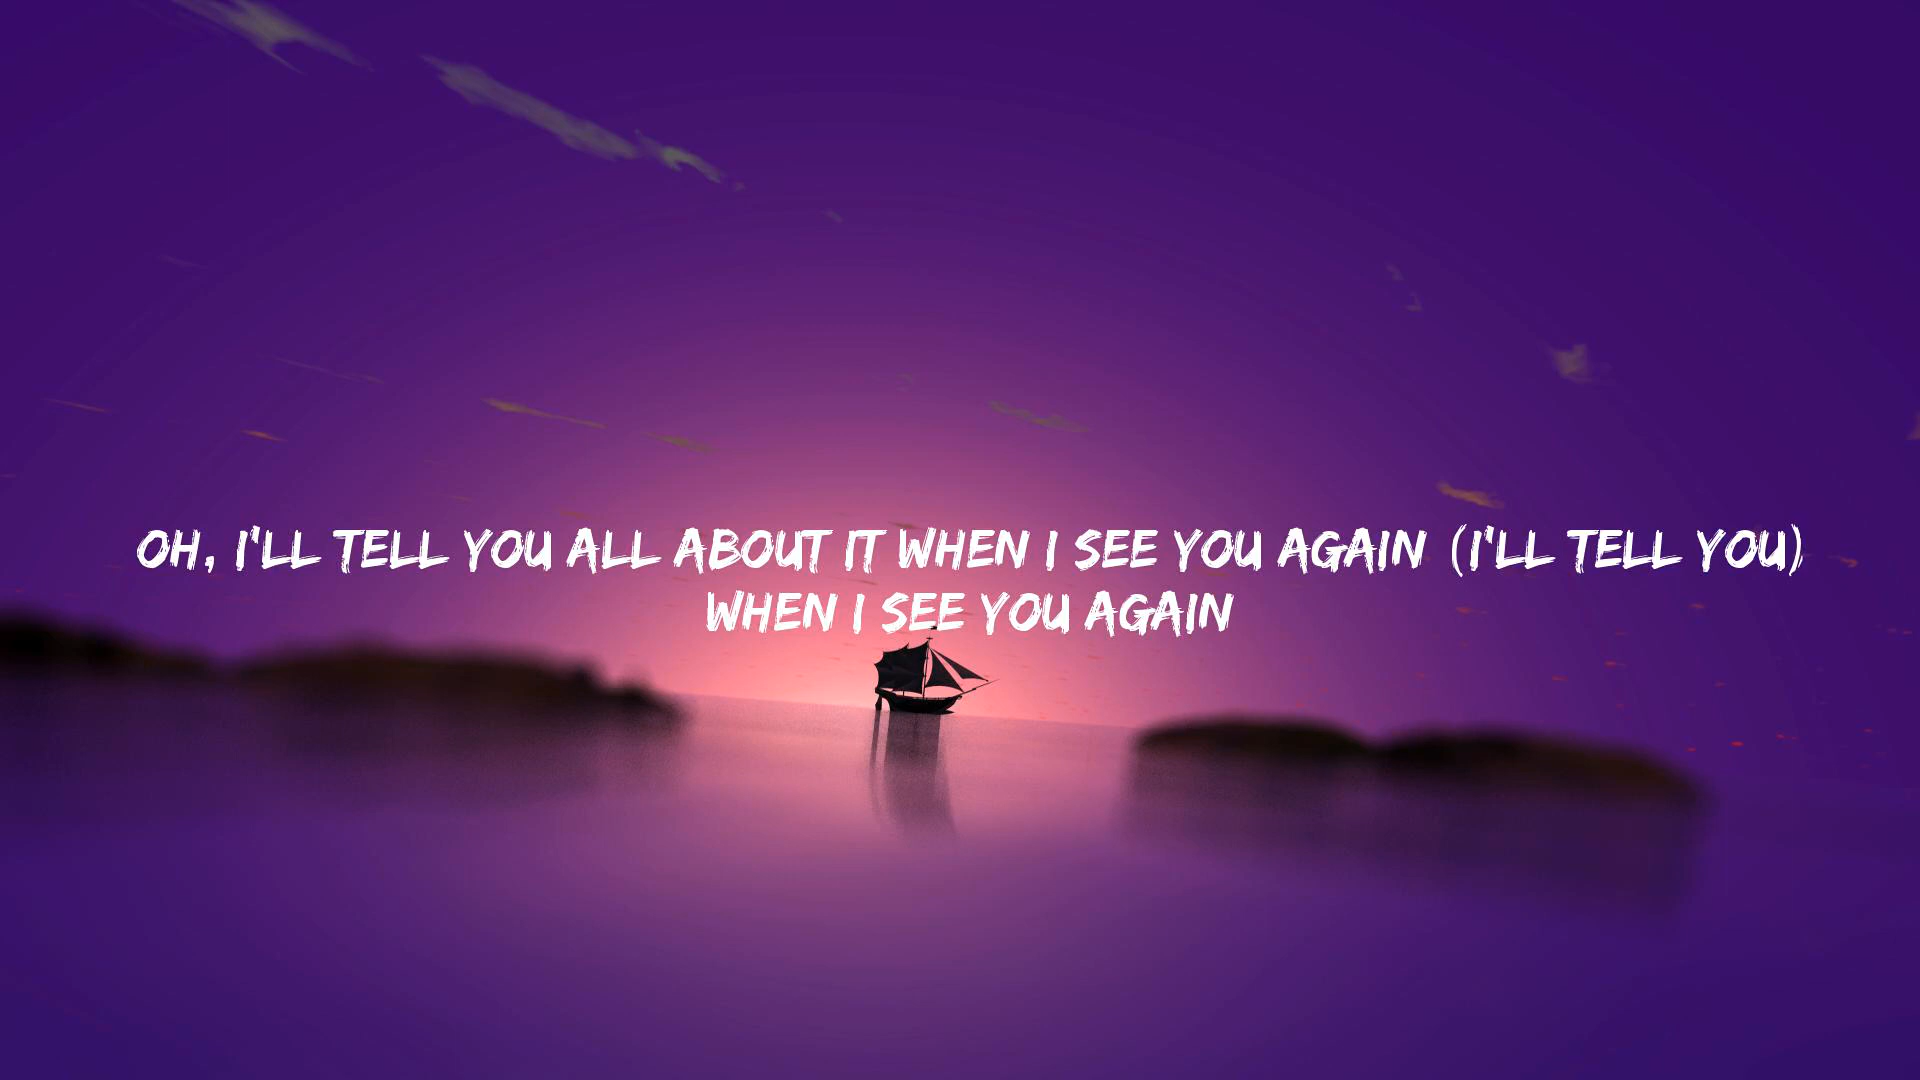 OH, I'LL TELL YOU ALL ABOUT IT WHEN I SEE YOU AGAIN (I'LL TELL YOU)
WHEN I SEE YOU AGAIN